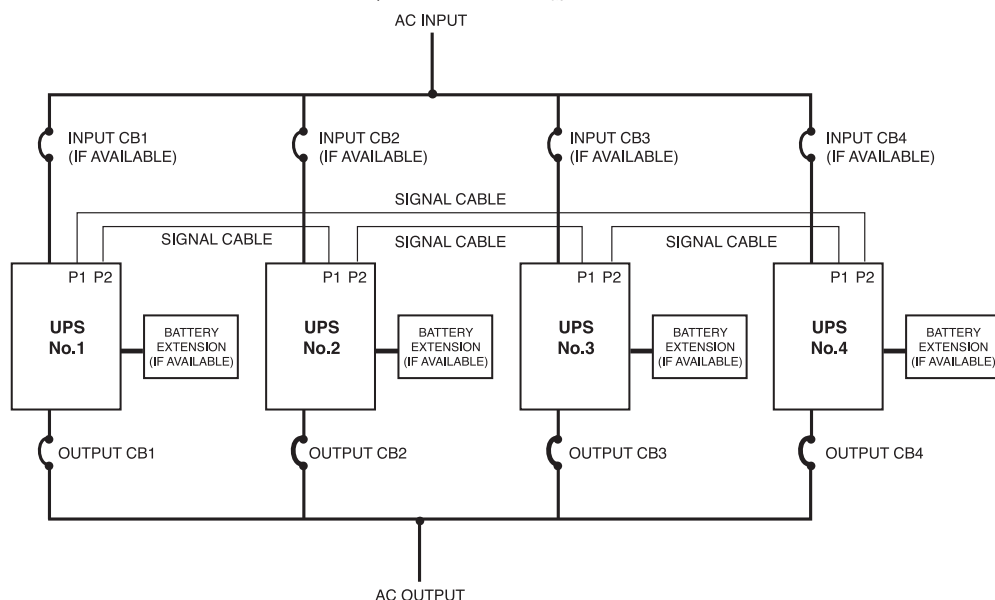 AC INPUT
INPUT CB1
(IF AVAILABLE)
INPUT CB2
(IF AVAILABLE)
INPUT CB3
(IF AVAILABLE)
INPUT CB4
(IF AVAILABLE)
SIGNAL CABLE
SIGNAL CABLE
SIGNAL CABLE
SIGNAL CABLE
P1 P2
P1 P2
P1 P2
P1 P2
UPS
No.1
BATTERY
EXTENSION
(IF AVAILABLE)
UPS
No.2
BATTERY
EXTENSION
(IF AVAILABLE)
UPS
No.3
BATTERY
EXTENSION
(IF AVAILABLE)
UPS
No.4
BATTERY
EXTENSION
(IF AVAILABLE)
OUTPUT CB1
OUTPUT CB2
OUTPUT CB3
OUTPUT CB4
AC OUTPUT